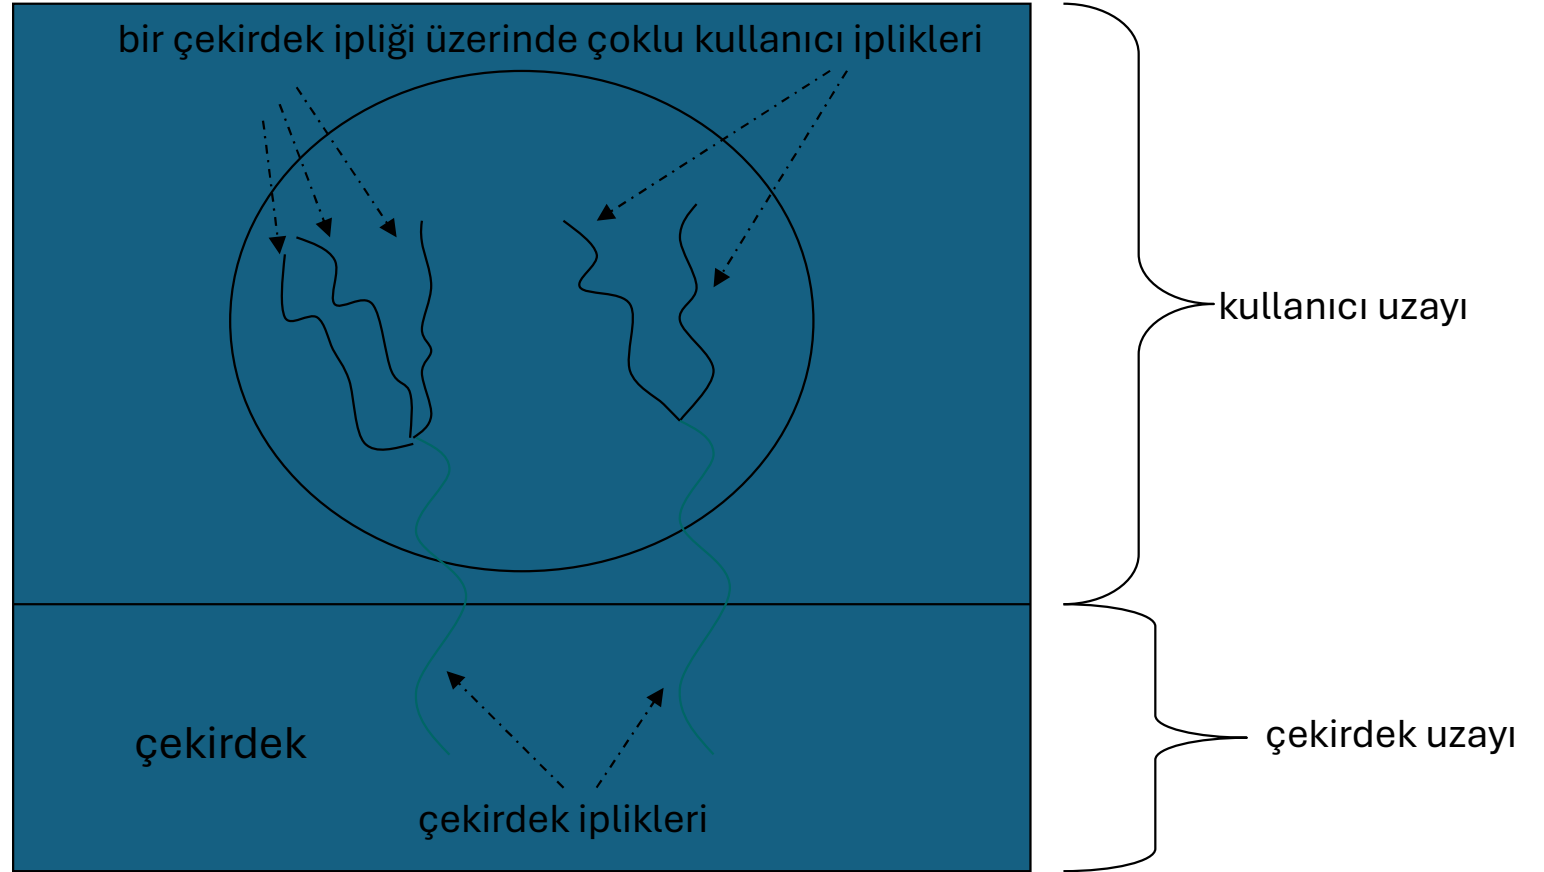 bir çekirdek ipliği üzerinde çoklu kullanıcı iplikleri
kullanıcı uzayı
çekirdek uzayı
çekirdek
çekirdek iplikleri